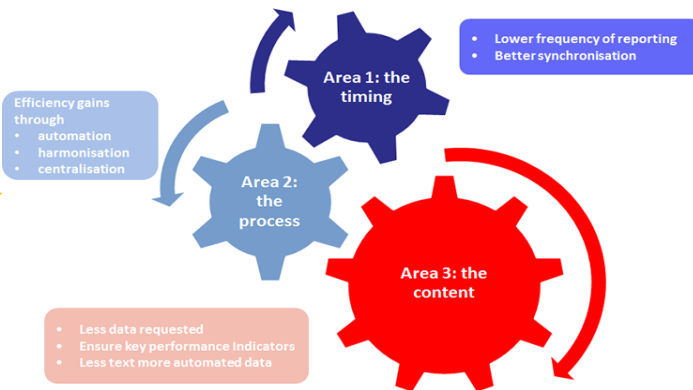 Area 1: the
timing
• Lower frequency of reporting
• Better synchronisation
Efficiency gains
through
• automation
• harmonisation
• centralisation
Area 2:
the
process
Area 3: the
content
• Less data requested
• Ensure key performance Indicators
• Less text more automated data